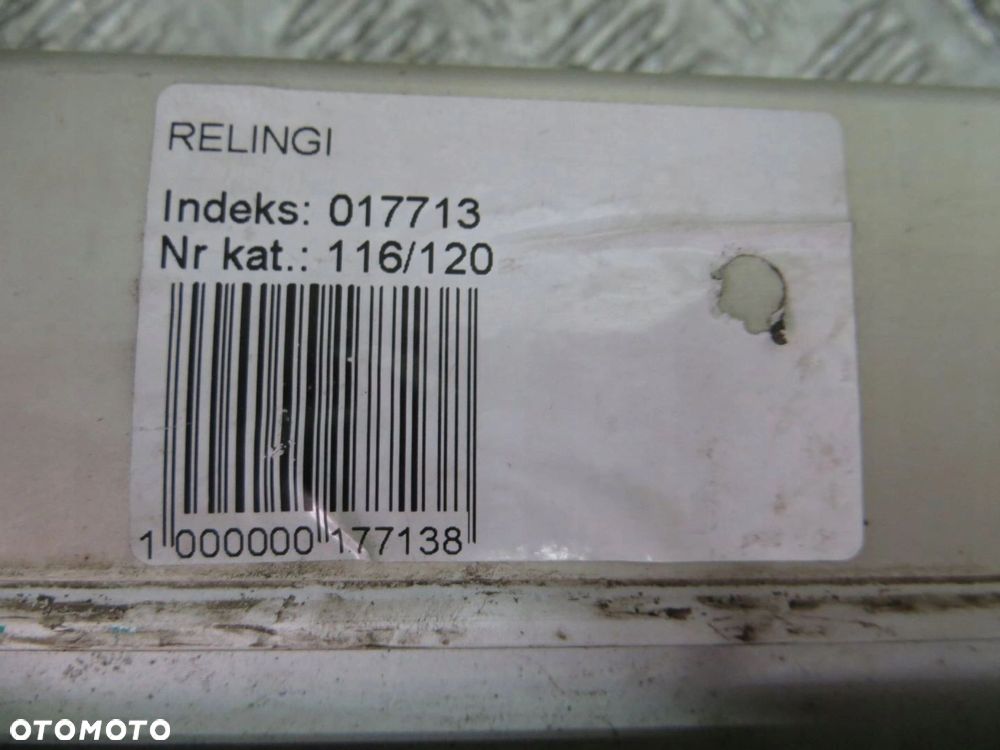 RELINGI
Indeks: 017713
Nr kat.: 116/120
1 000000 177138
OTOMOTO